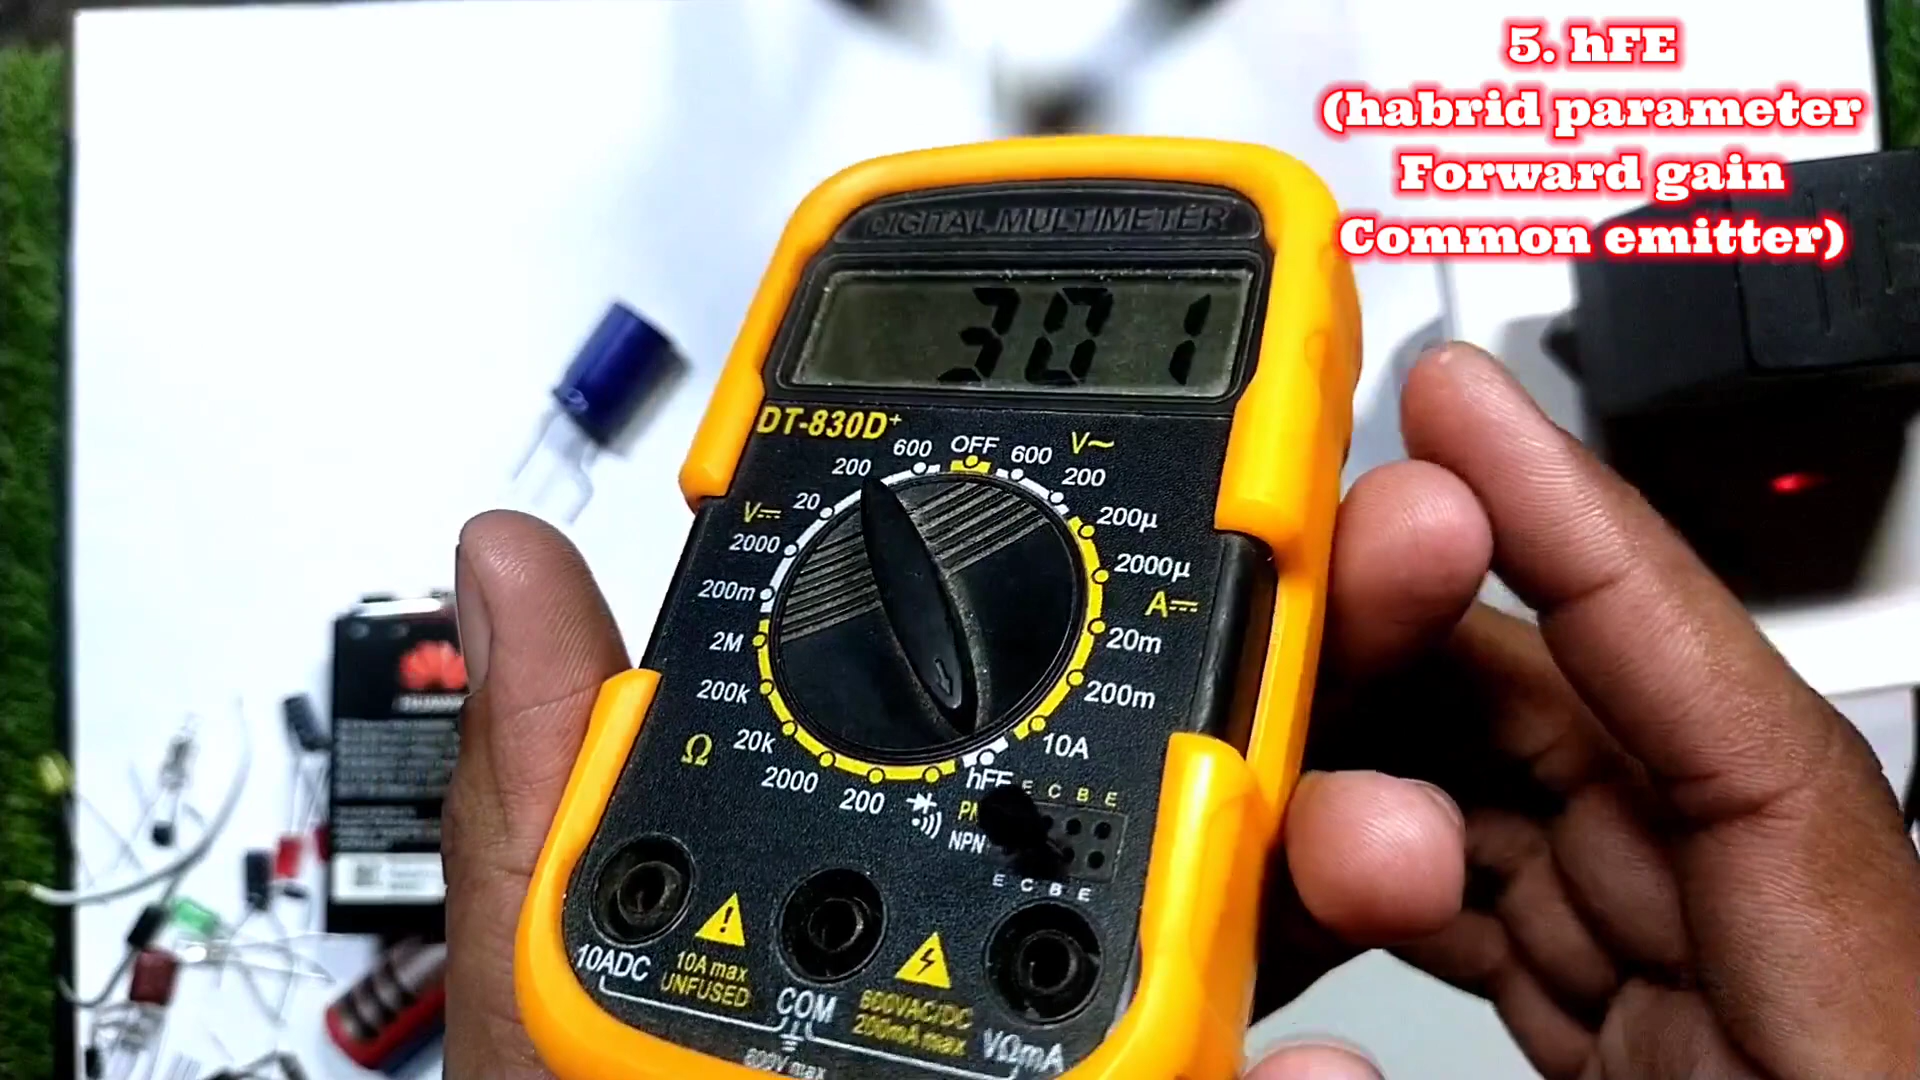 5. hFE
(habrid parameter
Forward gain
Common emitter)
DIGITAL MULTIMETER
301
DT-830D+
600 OFF 600 V~
200 200
V⎓ 20 200µ
2000 2000µ
200m A⎓
2M 20m
200k 200m
Ω 20k 10A
2000 200 hFE
E C B E
NPN
E C B E
10ADC 10A max
UNFUSED
COM 600VAC/DC
200mA max
VΩmA
600V max